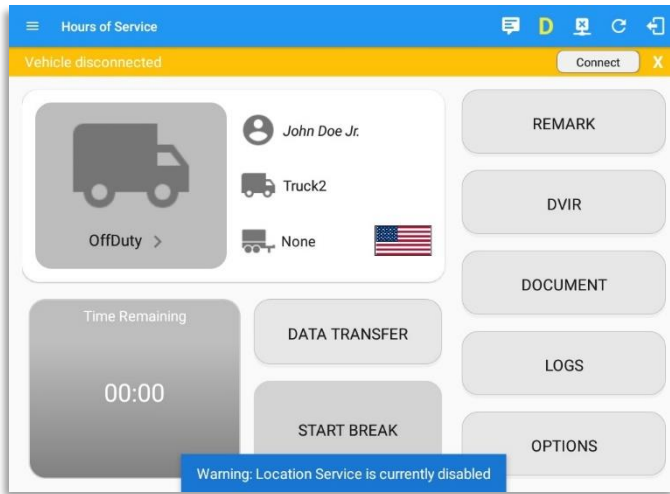 Hours of Service
D
Vehicle disconnected
Connect
X
John Doe Jr.
Truck2
OffDuty >
None
REMARK
DVIR
DOCUMENT
LOGS
OPTIONS
Time Remaining
00:00
DATA TRANSFER
START BREAK
Warning: Location Service is currently disabled